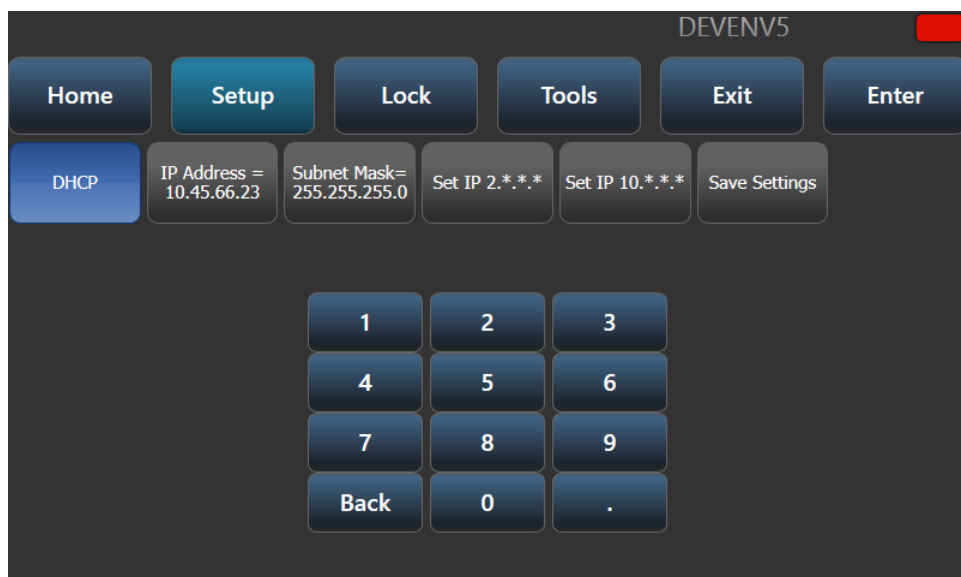 DEVENV5
Home Setup Lock Tools Exit Enter
DHCP
IP Address =
10.45.66.23
Subnet Mask=
255.255.255.0
Set IP 2.*.*.*
Set IP 10.*.*.*
Save Settings
1 2 3
4 5 6
7 8 9
Back 0 .